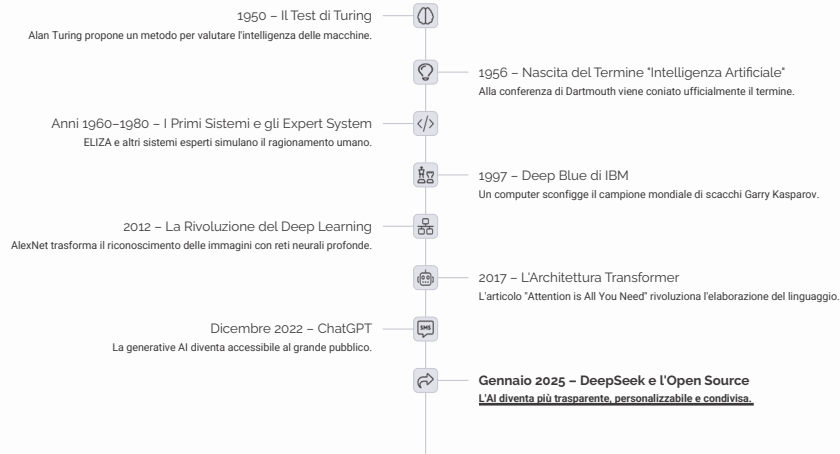 1950 – Il Test di Turing
Alan Turing propone un metodo per valutare l'intelligenza delle macchine.
1956 – Nascita del Termine "Intelligenza Artificiale"
Alla conferenza di Dartmouth viene coniato ufficialmente il termine.
Anni 1960–1980 – I Primi Sistemi e gli Expert System
ELIZA e altri sistemi esperti simulano il ragionamento umano.
1997 – Deep Blue di IBM
Un computer sconfigge il campione mondiale di scacchi Garry Kasparov.
2012 – La Rivoluzione del Deep Learning
AlexNet trasforma il riconoscimento delle immagini con reti neurali profonde.
2017 – L'Architettura Transformer
L'articolo "Attention is All You Need" rivoluziona l'elaborazione del linguaggio.
Dicembre 2022 – ChatGPT
SMS
La generative AI diventa accessibile al grande pubblico.
Gennaio 2025 – DeepSeek e l'Open Source
L'AI diventa più trasparente, personalizzabile e condivisa.